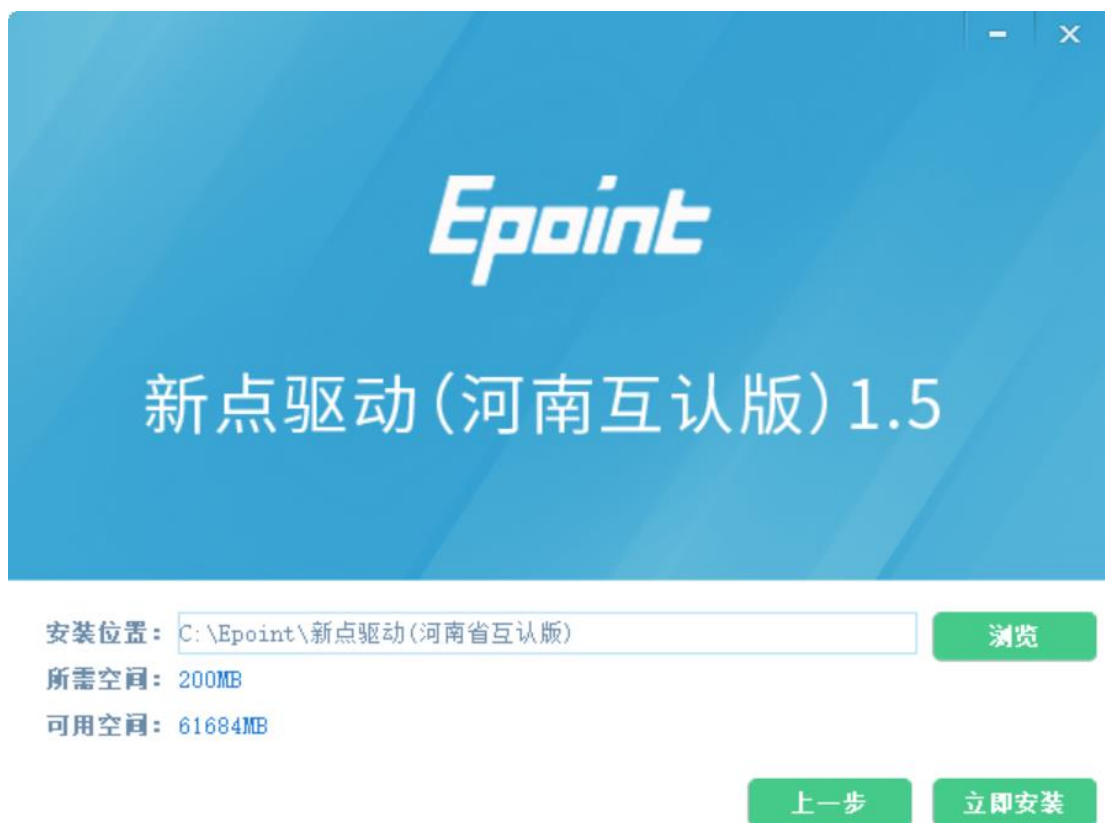 Epoint
新点驱动(河南互认版)1.5
安装位置: C:\Epoint\新点驱动(河南省互认版) 浏览
所需空间: 200MB
可用空间: 61684MB
上一步 立即安装